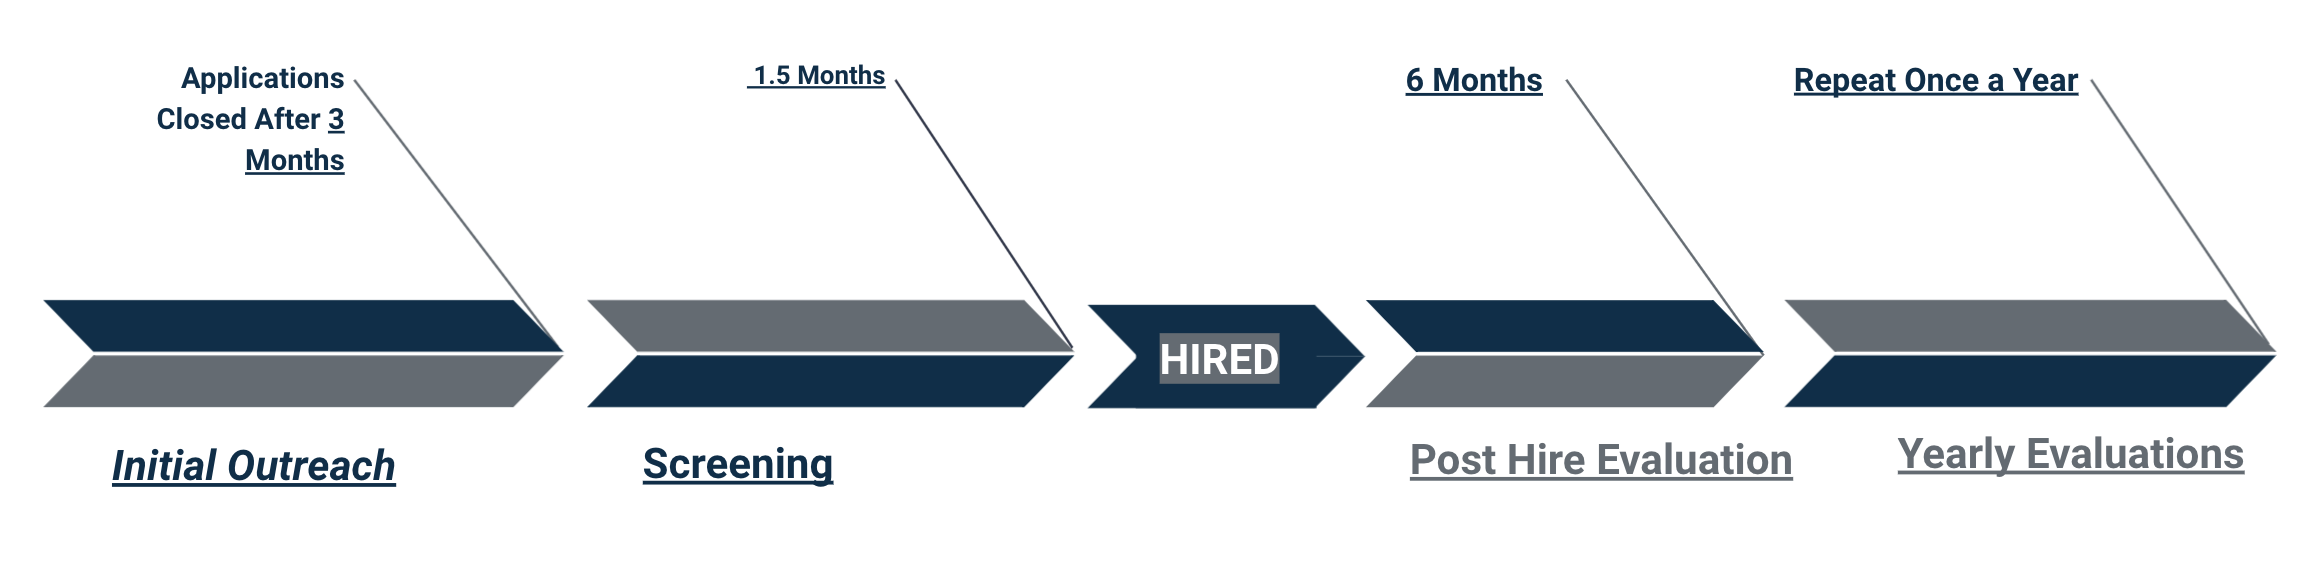 Applications
Closed After 3
Months
1.5 Months
6 Months
Repeat Once a Year
HIRED
Initial Outreach
Screening
Post Hire Evaluation
Yearly Evaluations